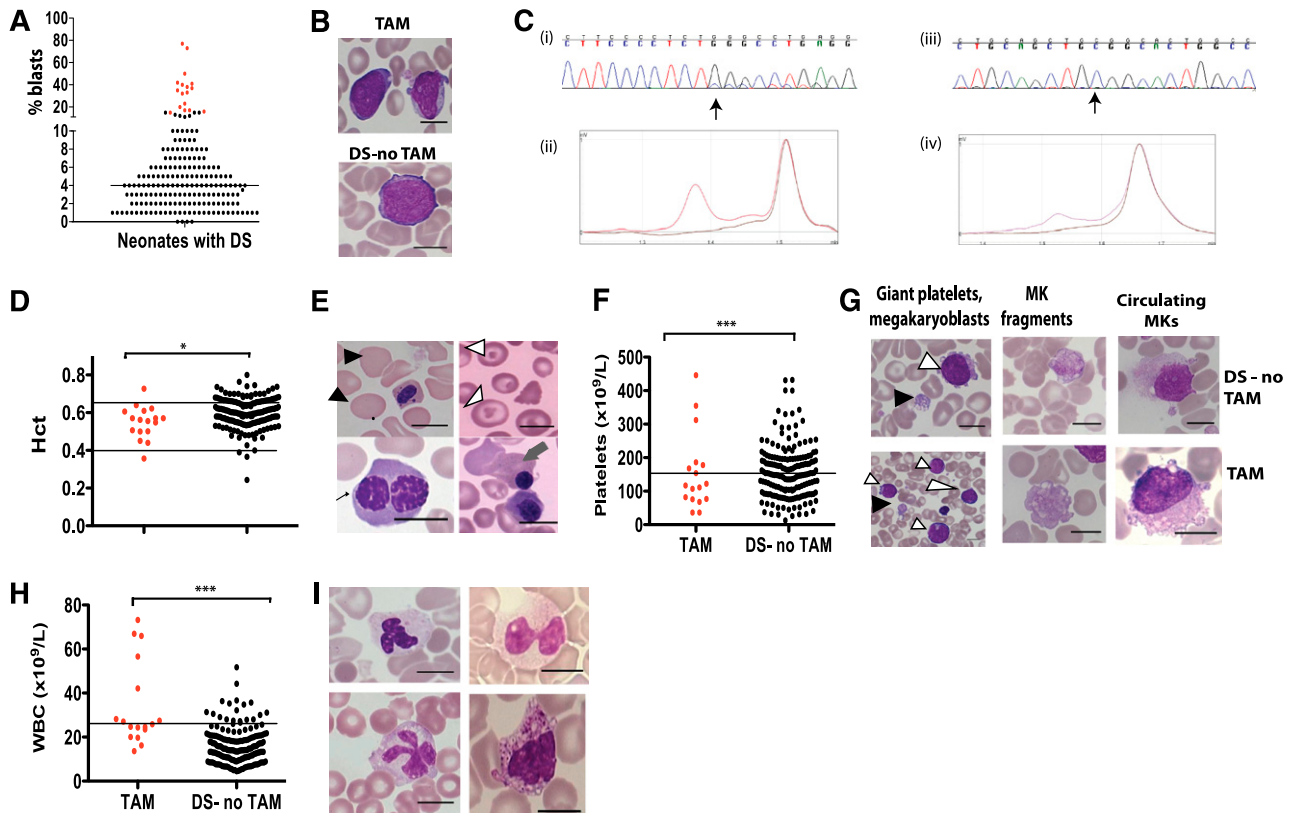 A
% blasts
100
80
60
40
20
10
8
6
4
2
0
Neonates with DS
B
TAM
DS-no TAM
C
(i)
C T T C C C C T C T G G G C C T G A G G
(ii)
(iii)
C T G C A G C T G C G G C A C T G G C C
(iv)
D
Hct
*
0.8
0.6
0.4
0.2
0.0
E
F
Platelets (x10⁹/L)
***
500
400
300
200
100
0
TAM DS- no TAM
G
Giant platelets,
megakaryoblasts
MK
fragments
Circulating
MKs
DS - no
TAM
TAM
H
WBC (x10⁹/L)
***
80
60
40
20
0
TAM DS- no TAM
I